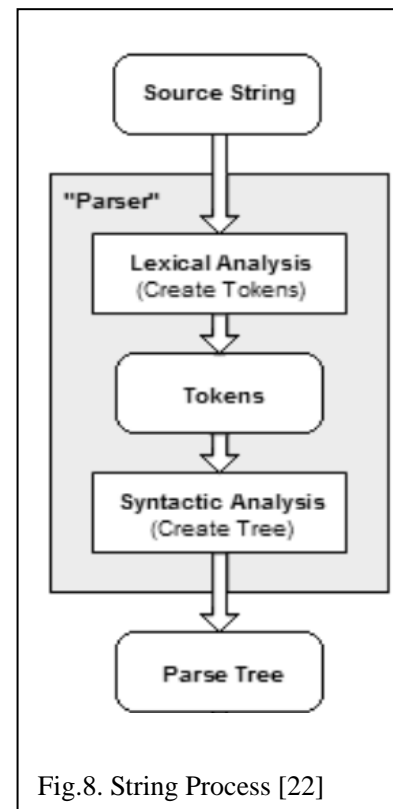 Source String
"Parser"
Lexical Analysis
(Create Tokens)
Tokens
Syntactic Analysis
(Create Tree)
Parse Tree
Fig.8. String Process [22]